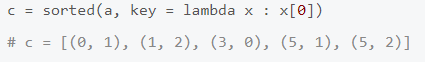 c = sorted(a, key = lambda x : x[0])
# c = [(0, 1), (1, 2), (3, 0), (5, 1), (5, 2)]